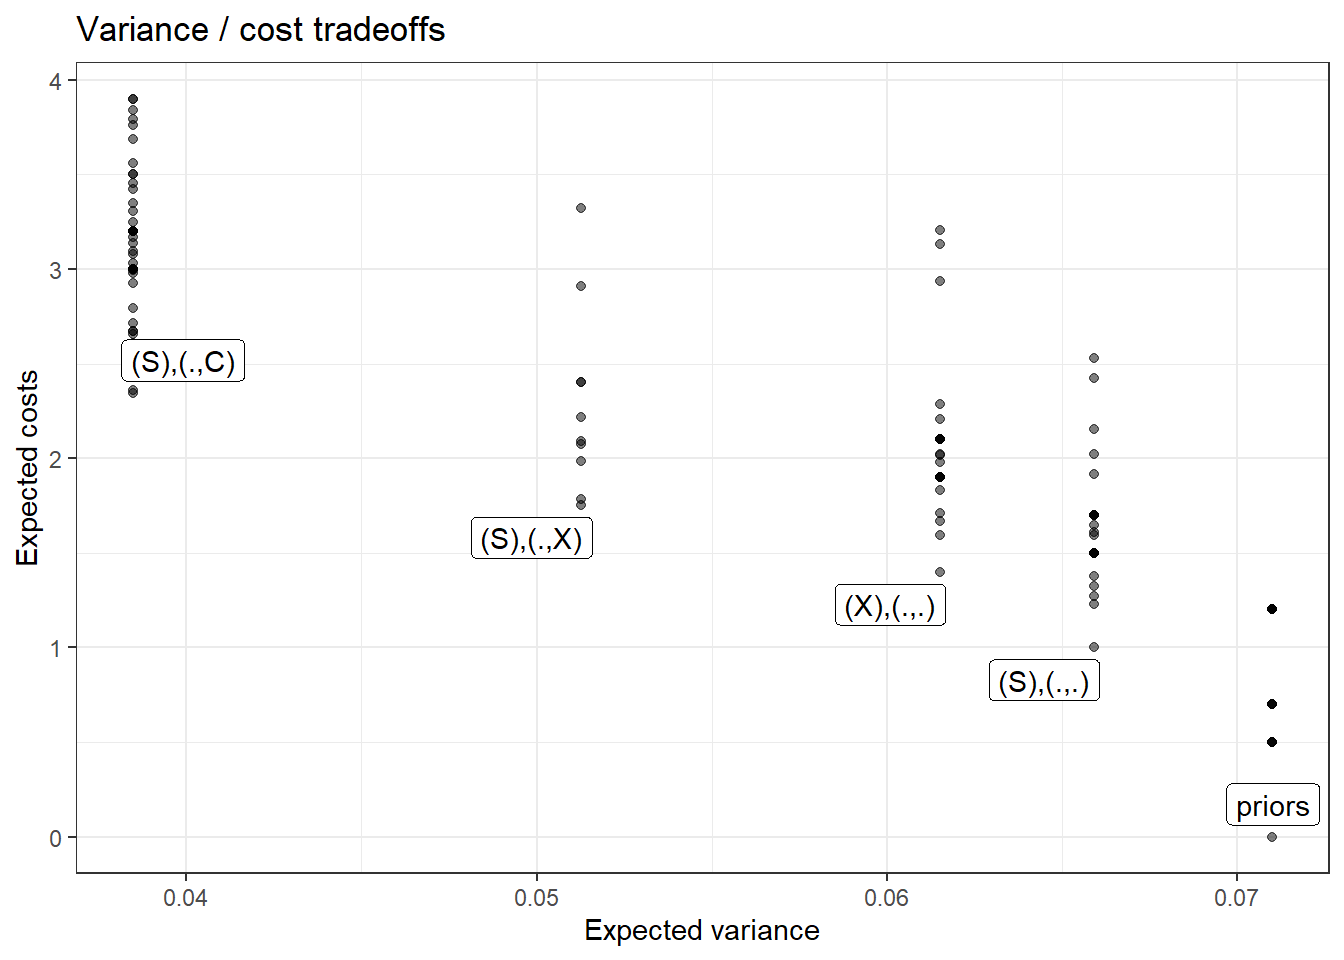 Variance / cost tradeoffs
Expected costs
4
3
2
1
0
(S),(.,C)
(S),(.,X)
(X),(.,.)
(S),(.,.)
priors
0.04
0.05
0.06
0.07
Expected variance